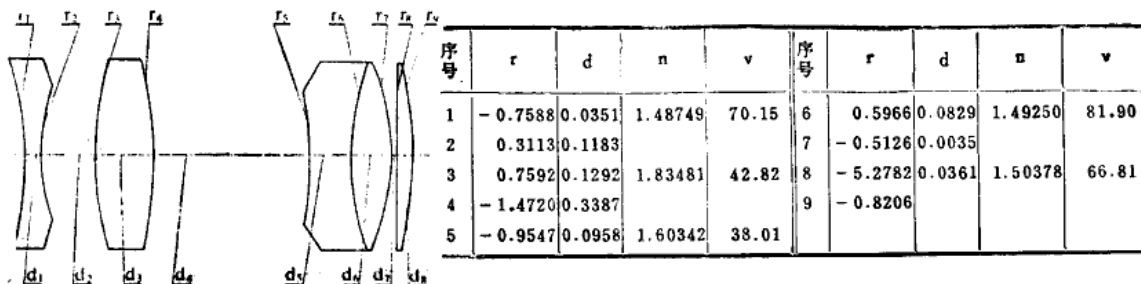 r1 r2 r3 r4 r5 r6 r7 r8 r9
d1 d2 d3 d4 d5 d6 d7 d8
序号 r d n v 序号 r d n v
1 -0.7588 0.0351 1.48749 70.15 6 0.5966 0.0829 1.49250 81.90
2 0.3113 0.1183 7 -0.5126 0.0035
3 0.7592 0.1292 1.83481 42.82 8 -5.2782 0.0361 1.50378 66.81
4 -1.4720 0.3387 9 -0.8206
5 -0.9547 0.0958 1.60342 38.01